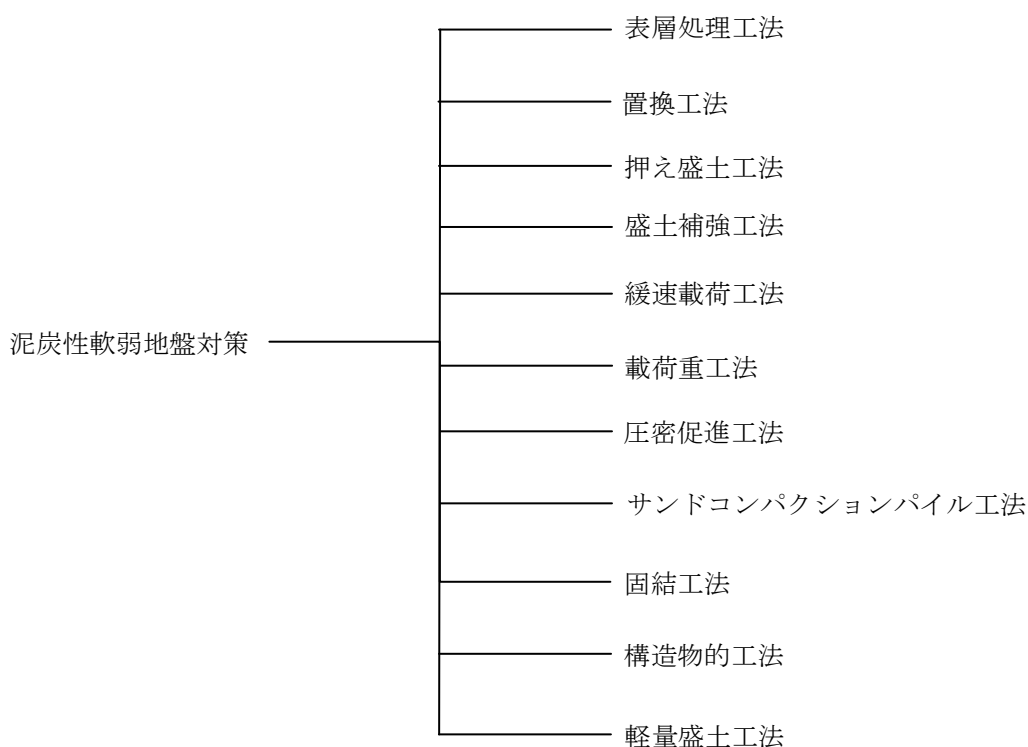 表層処理工法
置換工法
押え盛土工法
盛土補強工法
緩速載荷工法
泥炭性軟弱地盤対策
載荷重工法
圧密促進工法
サンドコンパクションパイル工法
固結工法
構造物的工法
軽量盛土工法